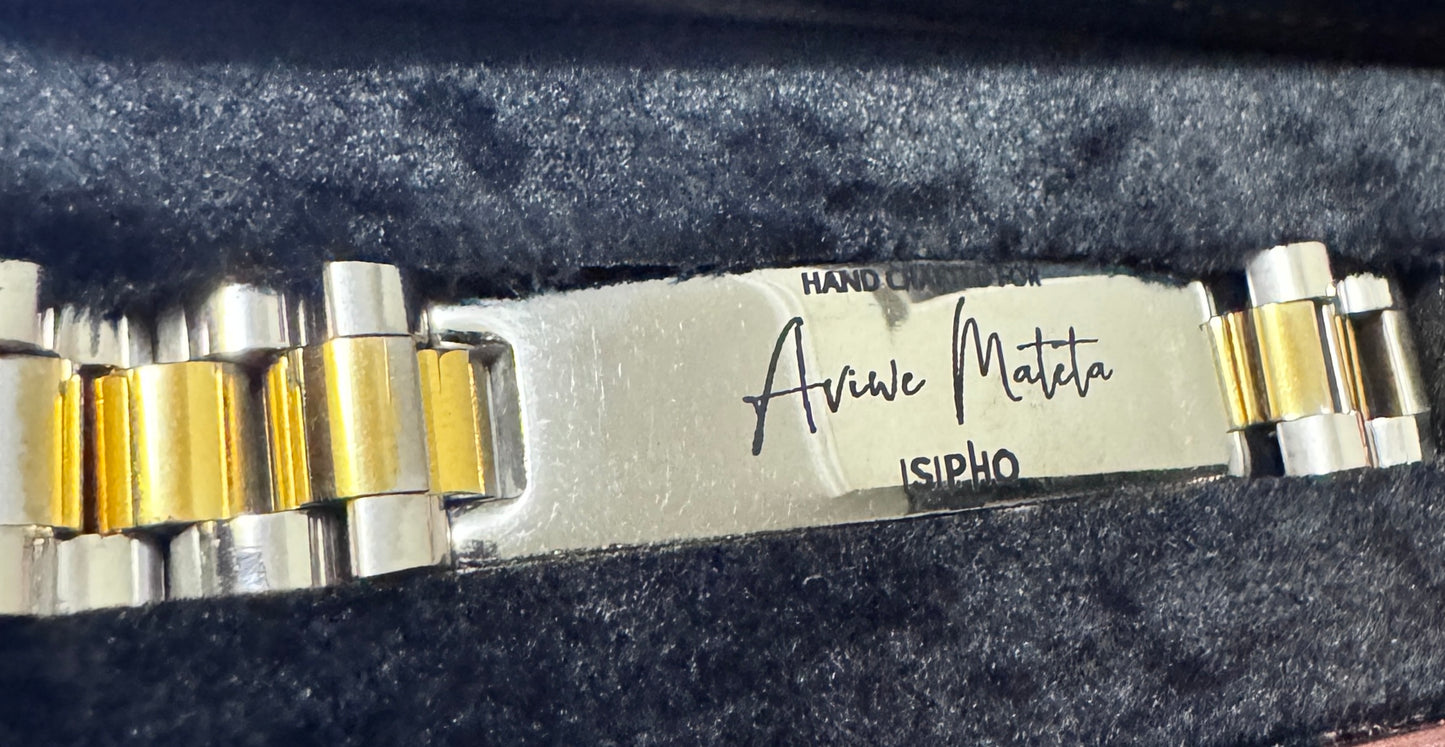 HAND CRAFTED FOR
Aviwe Mateta
ISIPHO